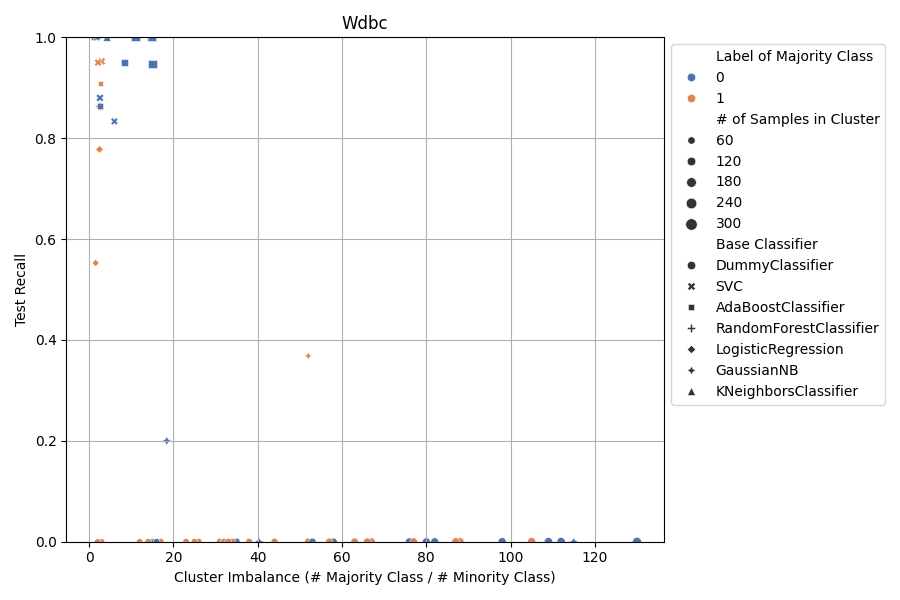 Wdbc
1.0
0.8
0.6
0.4
0.2
0.0
Test Recall
0
20
40
60
80
100
120
Cluster Imbalance (# Majority Class / # Minority Class)
Label of Majority Class
0
1
# of Samples in Cluster
60
120
180
240
300
Base Classifier
DummyClassifier
SVC
AdaBoostClassifier
RandomForestClassifier
LogisticRegression
GaussianNB
KNeighborsClassifier